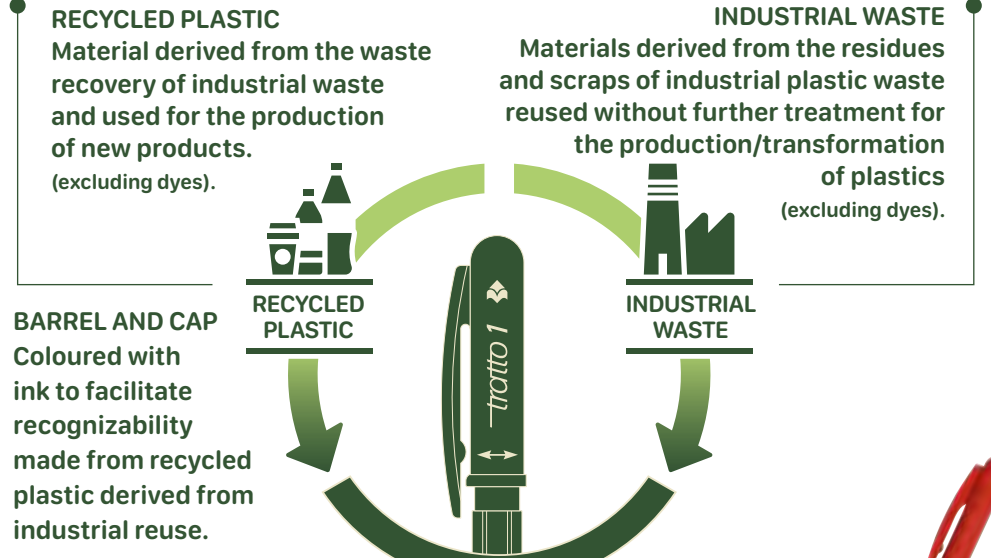 RECYCLED PLASTIC
Material derived from the waste
recovery of industrial waste
and used for the production
of new products.
(excluding dyes).
INDUSTRIAL WASTE
Materials derived from the residues
and scraps of industrial plastic waste
reused without further treatment for
the production/transformation
of plastics
(excluding dyes).
RECYCLED
PLASTIC
INDUSTRIAL
WASTE
BARREL AND CAP
Coloured with
ink to facilitate
recognizability
made from recycled
plastic derived from
industrial reuse.
tratto 1